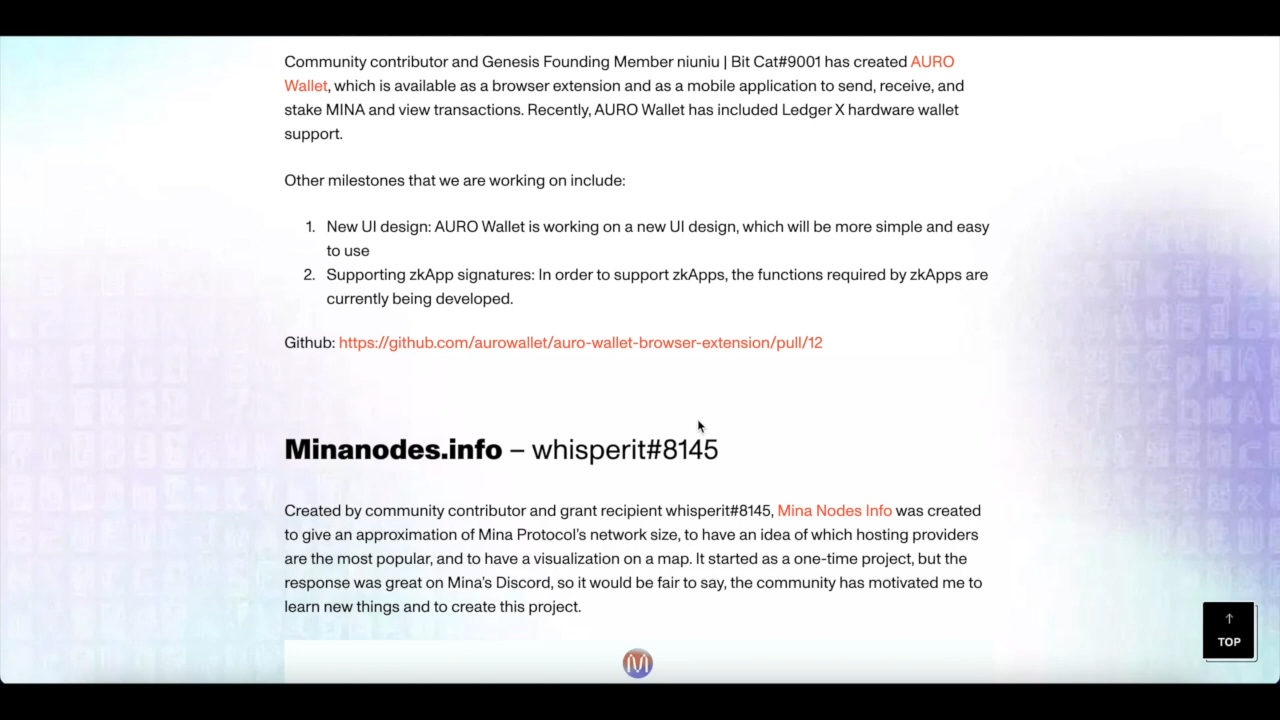 Community contributor and Genesis Founding Member niuniu | Bit Cat#9001 has created AURO
Wallet, which is available as a browser extension and as a mobile application to send, receive, and
stake MINA and view transactions. Recently, AURO Wallet has included Ledger X hardware wallet
support.
Other milestones that we are working on include:
1. New UI design: AURO Wallet is working on a new UI design, which will be more simple and easy
to use
2. Supporting zkApp signatures: In order to support zkApps, the functions required by zkApps are
currently being developed.
Github: https://github.com/aurowallet/auro-wallet-browser-extension/pull/12
Minanodes.info – whisperit#8145
Created by community contributor and grant recipient whisperit#8145, Mina Nodes Info was created
to give an approximation of Mina Protocol's network size, to have an idea of which hosting providers
are the most popular, and to have a visualization on a map. It started as a one-time project, but the
response was great on Mina's Discord, so it would be fair to say, the community has motivated me to
learn new things and to create this project.
↑
TOP
M